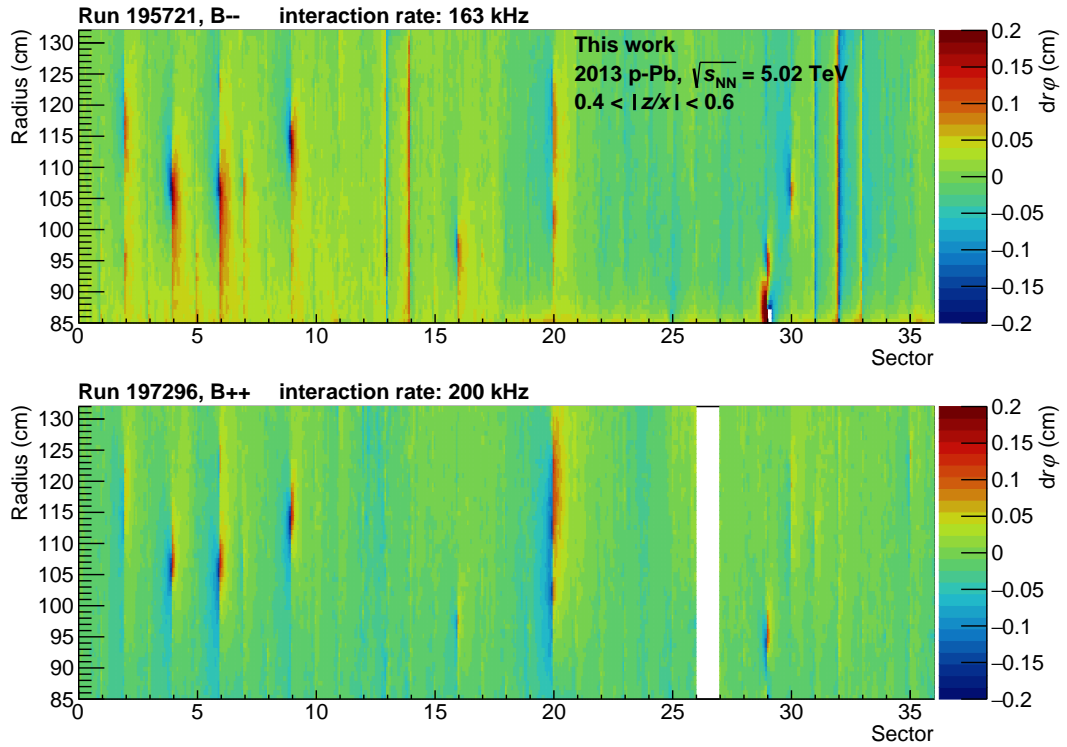 Run 195721, B-- interaction rate: 163 kHz
Radius (cm)
130
125
120
115
110
105
100
95
90
85
This work
2013 p-Pb, √s_NN = 5.02 TeV
0.4 < |z/x| < 0.6
0 5 10 15 20 25 30 35
Sector
0.2
0.15
0.1
0.05
0
−0.05
−0.1
−0.15
−0.2
drφ (cm)
Run 197296, B++ interaction rate: 200 kHz
Radius (cm)
130
125
120
115
110
105
100
95
90
85
0 5 10 15 20 25 30 35
Sector
0.2
0.15
0.1
0.05
0
−0.05
−0.1
−0.15
−0.2
drφ (cm)